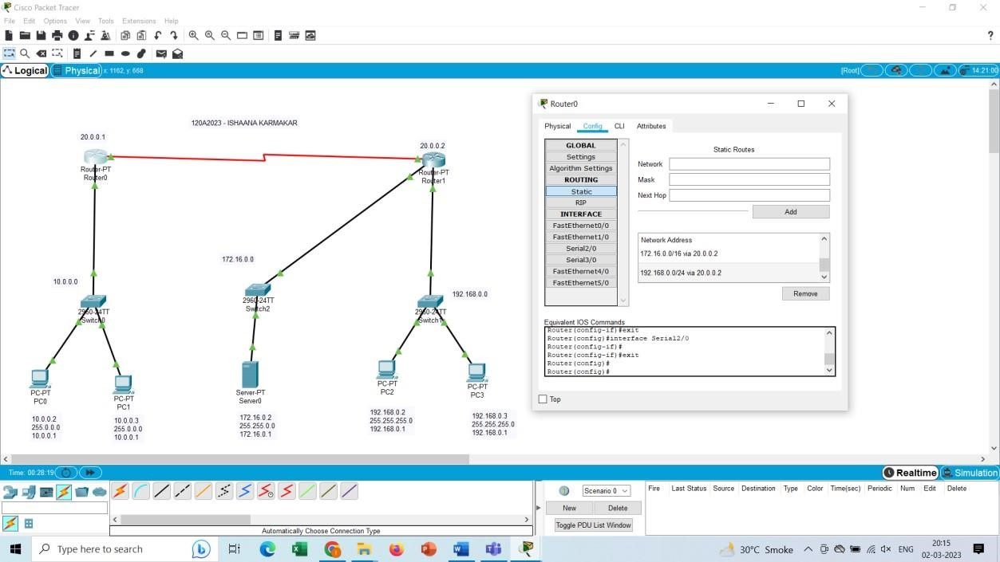 Cisco Packet Tracer
File Edit Options View Tools Extensions Help
?
Logical Physical x: 1162, y: 668 [Root] 14:21:00
120A2023 - ISHAANA KARMAKAR
20.0.0.1
Router-PT
Router0
20.0.0.2
Router-PT
Router1
172.16.0.0
10.0.0.0
2960-24TT
Switch0
2960-24TT
Switch2
192.168.0.0
2960-24TT
Switch1
PC-PT
PC0
PC-PT
PC1
Server-PT
Server0
PC-PT
PC2
PC-PT
PC3
10.0.0.2
255.0.0.0
10.0.0.1
10.0.0.3
255.0.0.0
10.0.0.1
172.16.0.2
255.255.0.0
172.16.0.1
192.168.0.2
255.255.255.0
192.168.0.1
192.168.0.3
255.255.255.0
192.168.0.1
Router0
Physical Config CLI Attributes
GLOBAL
Settings
Algorithm Settings
ROUTING
Static
RIP
INTERFACE
FastEthernet0/0
FastEthernet1/0
Serial2/0
Serial3/0
FastEthernet4/0
FastEthernet5/0
Static Routes
Network
Mask
Next Hop
Add
Network Address
172.16.0.0/16 via 20.0.0.2
192.168.0.0/24 via 20.0.0.2
Remove
Equivalent IOS Commands
Router(config-if)#exit
Router(config)#interface Serial2/0
Router(config-if)#
Router(config-if)#exit
Router(config)#
Router(config)#
Top
Time: 00:28:19 Realtime Simulation
Automatically Choose Connection Type
Scenario 0
New Delete
Toggle PDU List Window
Fire Last Status Source Destination Type Color Time(sec) Periodic Num Edit Delete
Type here to search
30°C Smoke
ENG
20:15
02-03-2023